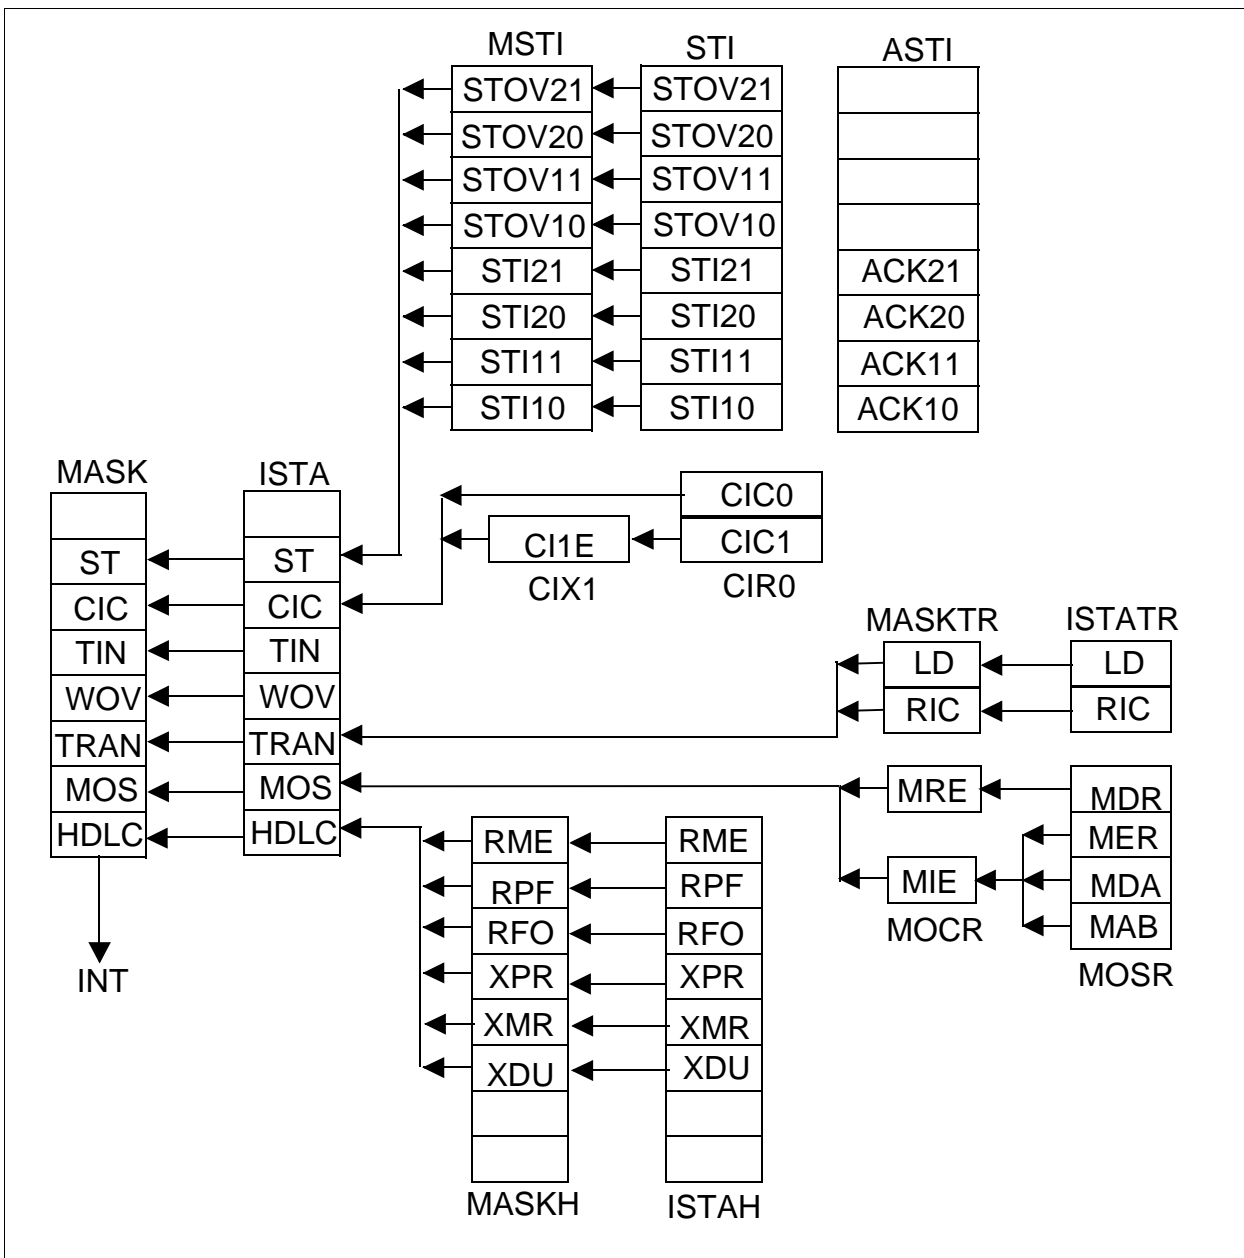 MSTI STI ASTI
STOV21 STOV21
STOV20 STOV20
STOV11 STOV11
STOV10 STOV10
STI21 STI21 ACK21
STI20 STI20 ACK20
STI11 STI11 ACK11
STI10 STI10 ACK10
MASK ISTA
ST ST
CIC CIC
TIN TIN
WOV WOV
TRAN TRAN
MOS MOS
HDLC HDLC
INT
CIC0
CI1E CIC1
CIX1 CIR0
MASKTR ISTATR
LD LD
RIC RIC
MRE MDR
MER
MIE MDA
MAB
MOCR
MOSR
RME RME
RPF RPF
RFO RFO
XPR XPR
XMR XMR
XDU XDU
MASKH ISTAH